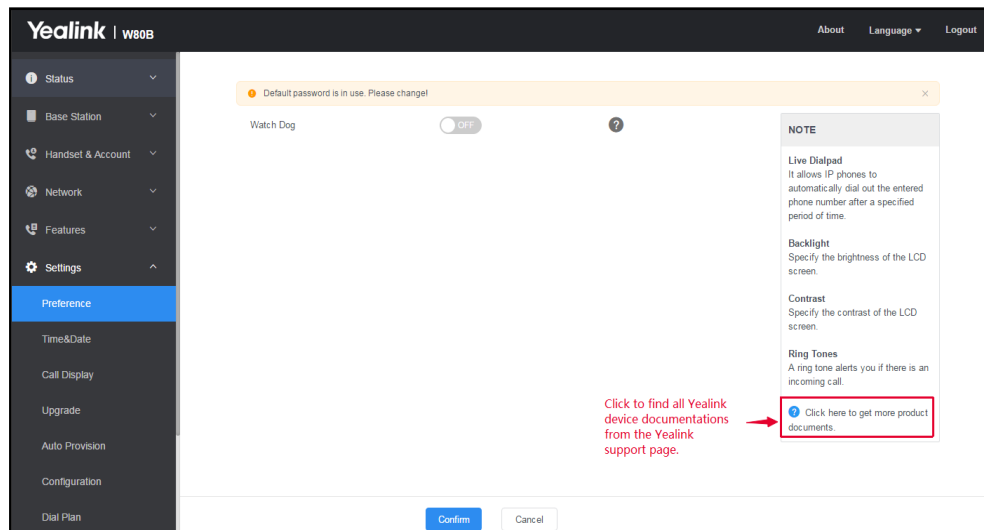 Yealink | W80B
About Language Logout
Status
Base Station
Handset & Account
Network
Features
Settings
Preference
Time&Date
Call Display
Upgrade
Auto Provision
Configuration
Dial Plan
Default password is in use. Please change!
Watch Dog OFF ?
NOTE
Live Dialpad
It allows IP phones to
automatically dial out the entered
phone number after a specified
period of time.
Backlight
Specify the brightness of the LCD
screen.
Contrast
Specify the contrast of the LCD
screen.
Ring Tones
A ring tone alerts you if there is an
incoming call.
? Click here to get more product
documents.
Click to find all Yealink
device documentations
from the Yealink
support page.
Confirm Cancel